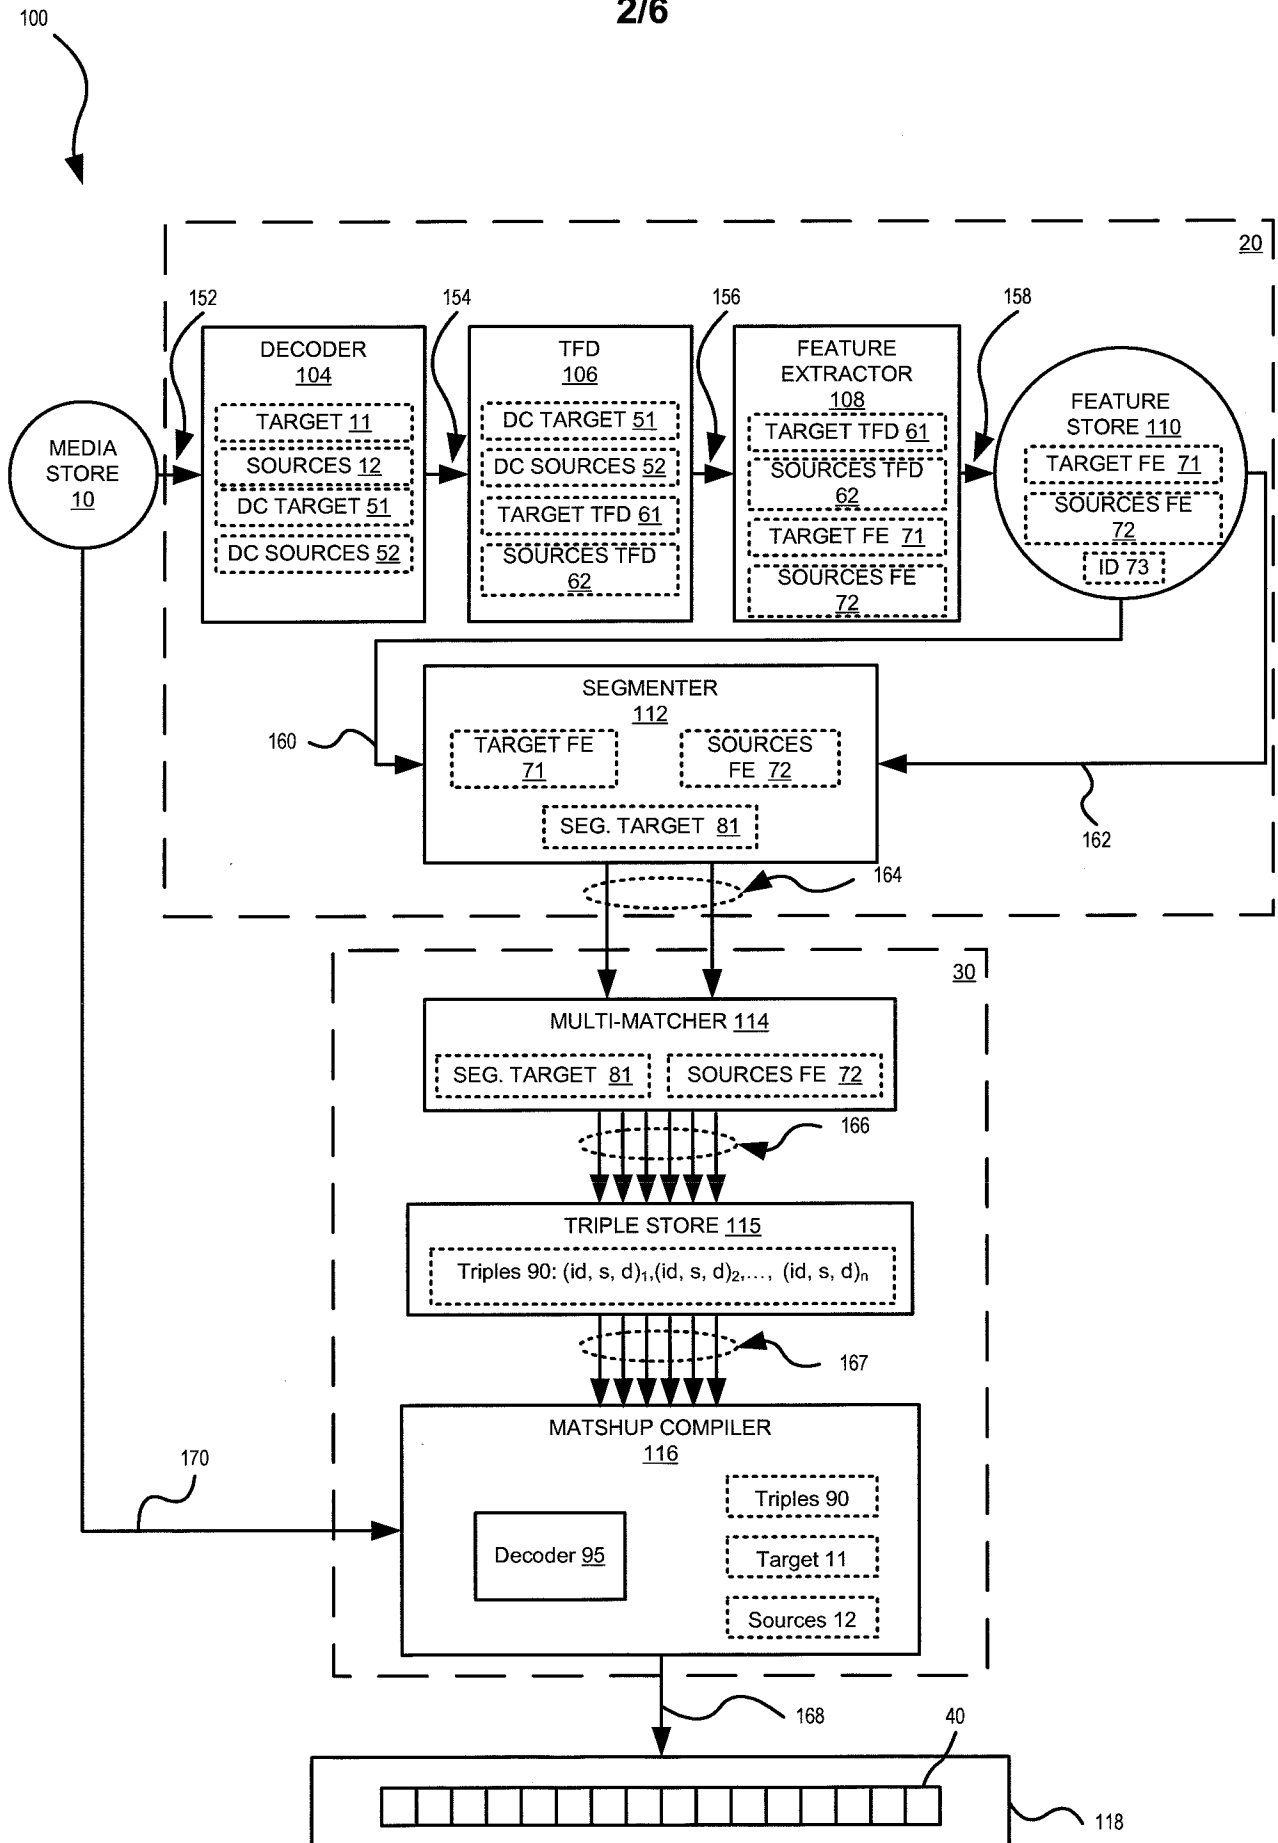 2/6
100
20
152
154
156
158
DECODER
104
TARGET 11
SOURCES 12
DC TARGET 51
DC SOURCES 52
TFD
106
DC TARGET 51
DC SOURCES 52
TARGET TFD 61
SOURCES TFD
62
FEATURE
EXTRACTOR
108
TARGET TFD 61
SOURCES TFD
62
TARGET FE 71
SOURCES FE
72
FEATURE
STORE 110
TARGET FE 71
SOURCES FE
72
ID 73
MEDIA
STORE
10
SEGMENTER
112
TARGET FE
71
SOURCES
FE 72
SEG. TARGET 81
160
162
164
30
MULTI-MATCHER 114
SEG. TARGET 81
SOURCES FE 72
166
TRIPLE STORE 115
Triples 90: (id, s, d)1,(id, s, d)2,..., (id, s, d)n
167
MATSHUP COMPILER
116
Triples 90
Decoder 95
Target 11
Sources 12
170
168
40
118